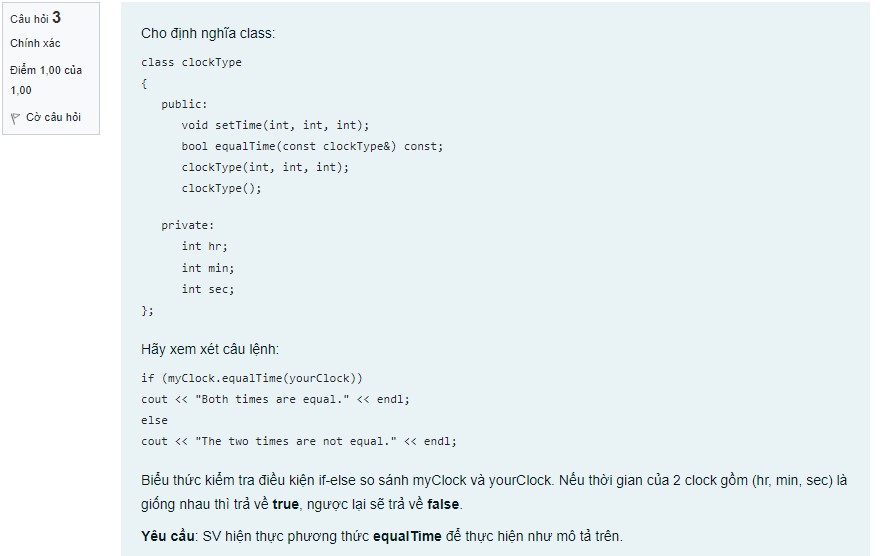 Câu hỏi 3
Chính xác
Điểm 1,00 của
1,00
Cờ câu hỏi
Cho định nghĩa class:
class clockType
{
public:
void setTime(int, int, int);
bool equalTime(const clockType&) const;
clockType(int, int, int);
clockType();
private:
int hr;
int min;
int sec;
};
Hãy xem xét câu lệnh:
if (myClock.equalTime(yourClock))
cout << "Both times are equal." << endl;
else
cout << "The two times are not equal." << endl;
Biểu thức kiểm tra điều kiện if-else so sánh myClock và yourClock. Nếu thời gian của 2 clock gồm (hr, min, sec) là
giống nhau thì trả về true, ngược lại sẽ trả về false.
Yêu cầu: SV hiện thực phương thức equalTime để thực hiện như mô tả trên.